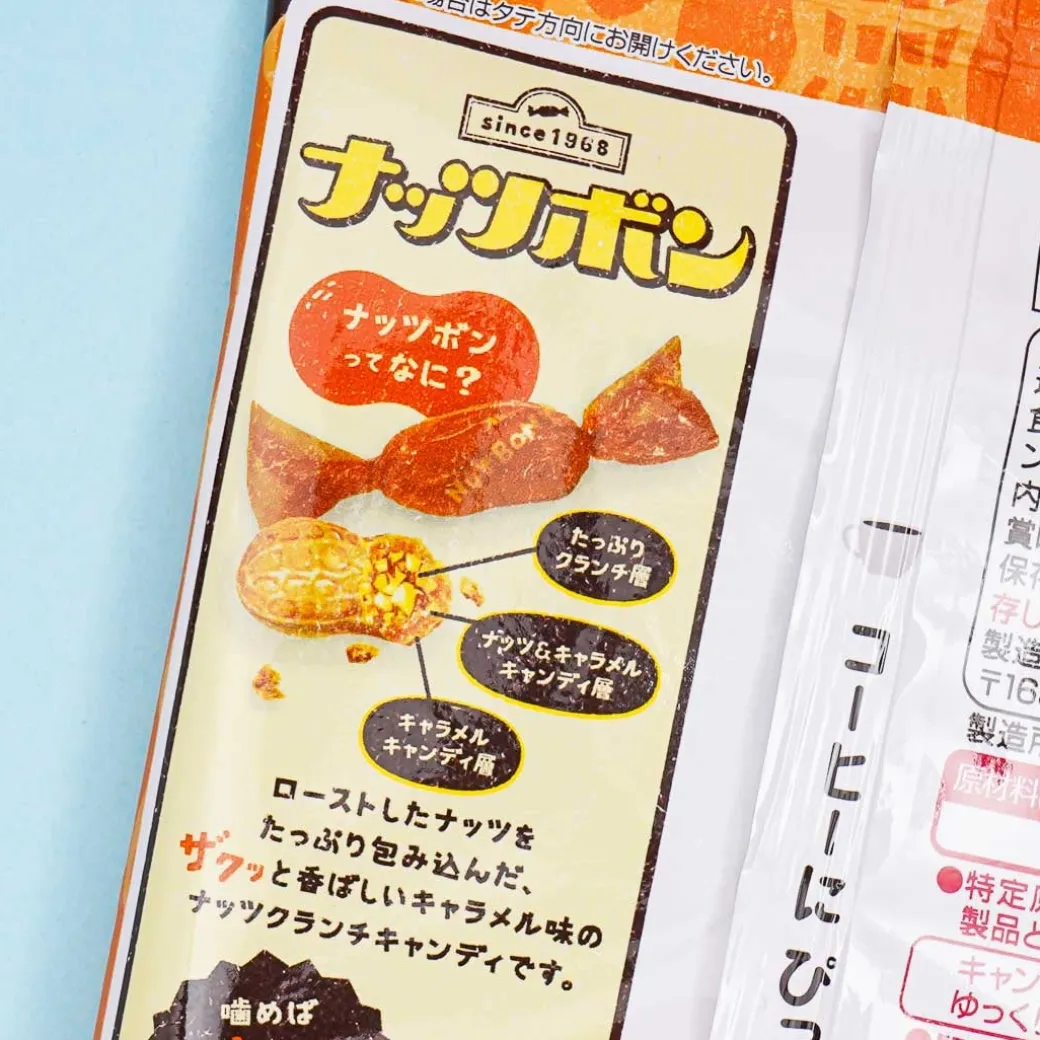 場合はタテ方向にお開けください。
since1968
ナッツボン
ナッツボン
ってなに?
Nut Bon
たっぷり
クランチ層
ナッツ&キャラメル
キャンディ層
キャラメル
キャンディ層
ローストしたナッツを
たっぷり包み込んだ、
ザクッと香ばしいキャラメル味の
ナッツクランチキャンディです。
噛めば
コーヒーにぴ
内
賞
保存
存し
製造
〒168
製造所
原材料
●特定
製品と
キャン
ゆっく